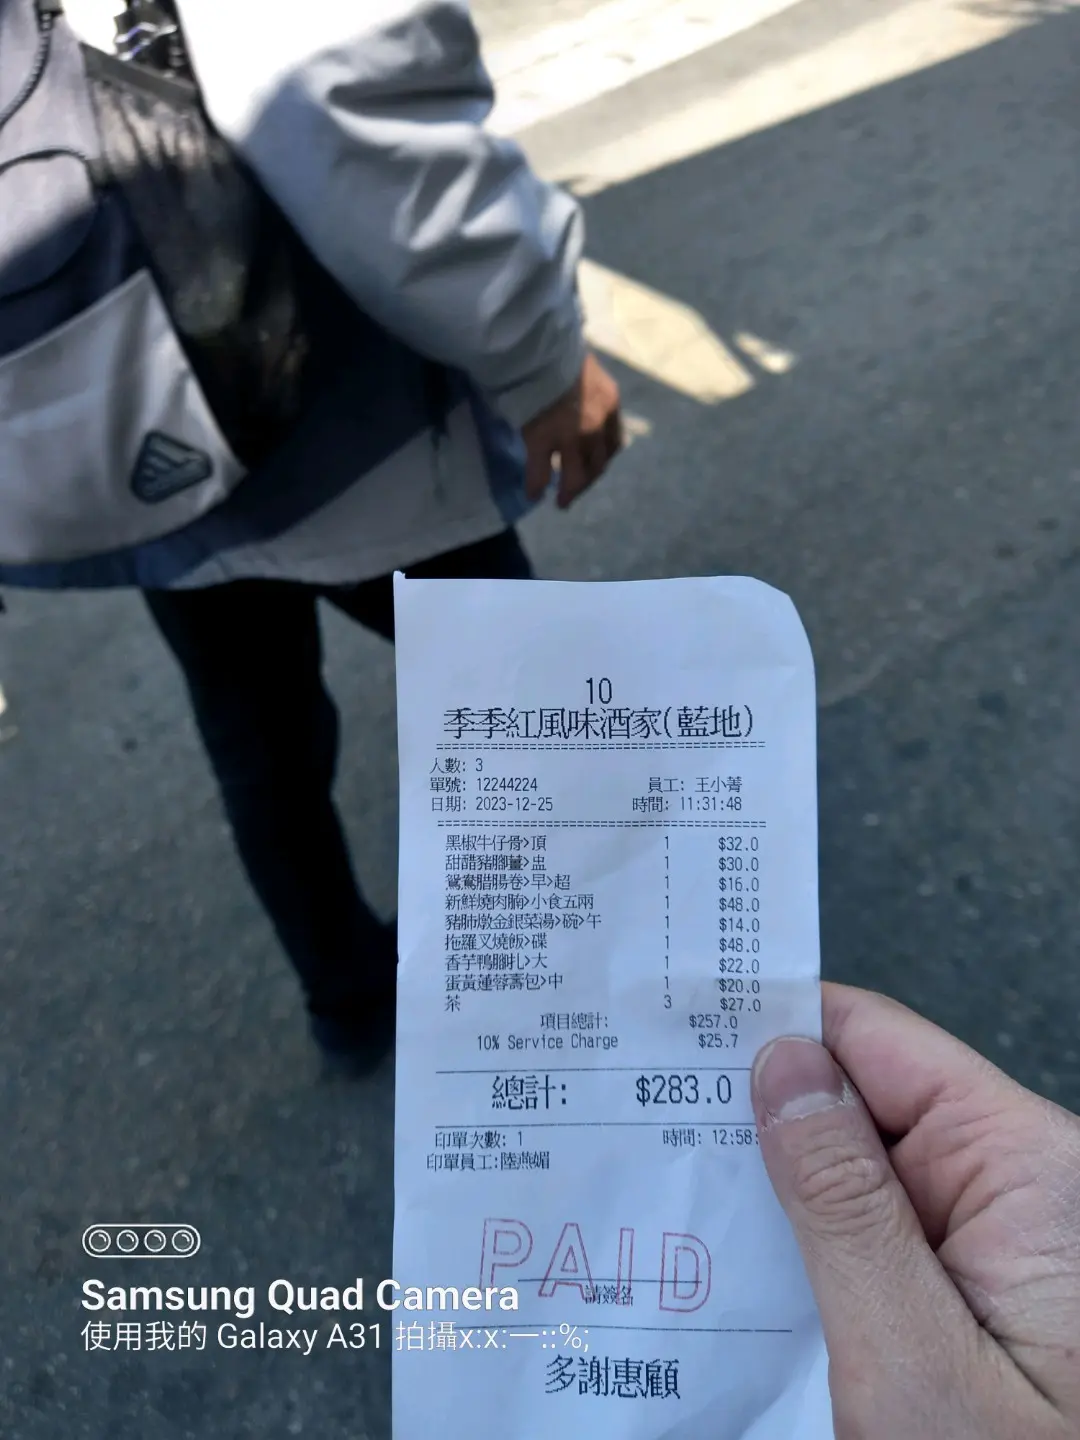 10
季季紅風味酒家(藍地)
人數: 3
單號: 12244224 員工: 王小菁
日期: 2023-12-25 時間: 11:31:48
黑椒牛仔骨>頂 1 $32.0
甜醋豬腳薑>盅 1 $30.0
鴛鴦腊腸卷>早>超 1 $16.0
新鮮燒肉腩>小食五兩 1 $48.0
豬肺燉金銀菜湯>碗>午 1 $14.0
拖羅叉燒飯>碟 1 $48.0
香芋鴨腳扎>大 1 $22.0
蛋黃蓮蓉壽包>中 1 $20.0
茶 3 $27.0
項目總計: $257.0
10% Service Charge $25.7
總計: $283.0
印單次數: 1 時間: 12:58:
印單員工:陸燕媚
PAID
請簽名
多謝惠顧
Samsung Quad Camera
使用我的 Galaxy A31 拍攝x:x:一::%;